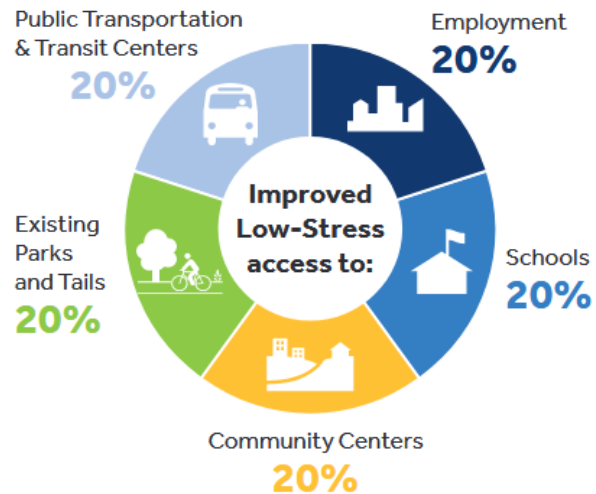 Public Transportation
& Transit Centers
20%
Employment
20%
Improved
Low-Stress
access to:
Existing
Parks
and Tails
20%
Schools
20%
Community Centers
20%